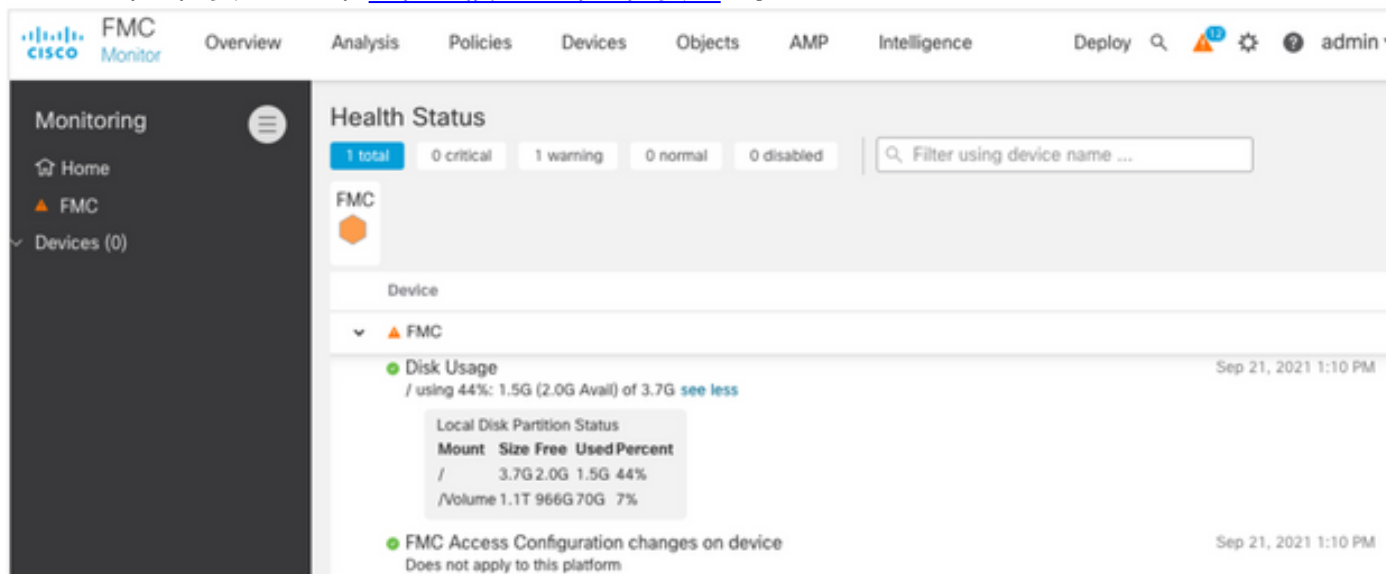 cisco
FMC
Monitor
Overview
Analysis
Policies
Devices
Objects
AMP
Intelligence
Deploy
12
admin
Monitoring
Home
FMC
Devices (0)
Health Status
1 total
0 critical
1 warning
0 normal
0 disabled
Filter using device name ...
FMC
Device
FMC
Disk Usage
Sep 21, 2021 1:10 PM
/ using 44%: 1.5G (2.0G Avail) of 3.7G see less
Local Disk Partition Status
Mount Size Free Used Percent
/ 3.7G 2.0G 1.5G 44%
/Volume 1.1T 966G 70G 7%
FMC Access Configuration changes on device
Sep 21, 2021 1:10 PM
Does not apply to this platform